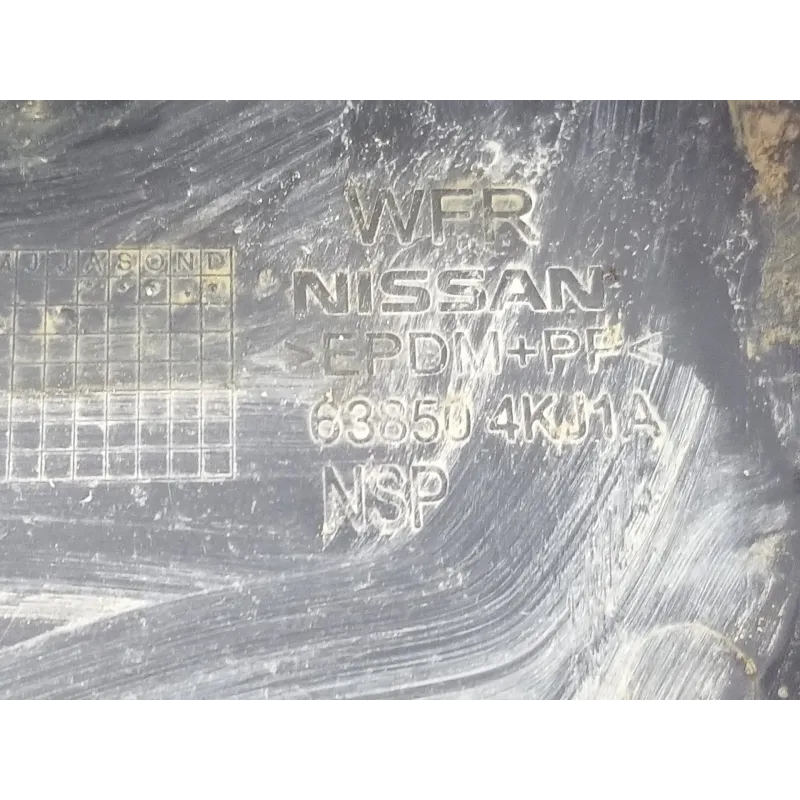 WFR
A J J A S O N D
NISSAN
>EPDM+PP<
63850 4KJ1A
NSP